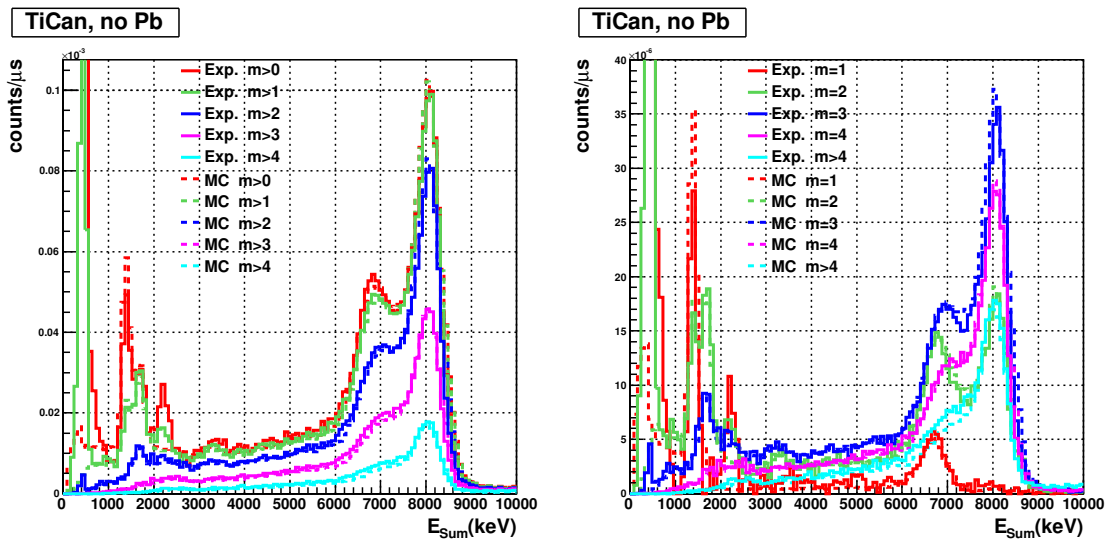 TiCan, no Pb
×10⁻³
counts/μs
0.1
0.08
0.06
0.04
0.02
0
Exp. m>0
Exp. m>1
Exp. m>2
Exp. m>3
Exp. m>4
MC m>0
MC m>1
MC m>2
MC m>3
MC m>4
0 1000 2000 3000 4000 5000 6000 7000 8000 9000 10000
E_Sum(keV)
TiCan, no Pb
×10⁻⁶
counts/μs
40
35
30
25
20
15
10
5
0
Exp. m=1
Exp. m=2
Exp. m=3
Exp. m=4
Exp. m>4
MC m=1
MC m=2
MC m=3
MC m=4
MC m>4
0 1000 2000 3000 4000 5000 6000 7000 8000 9000 10000
E_Sum(keV)